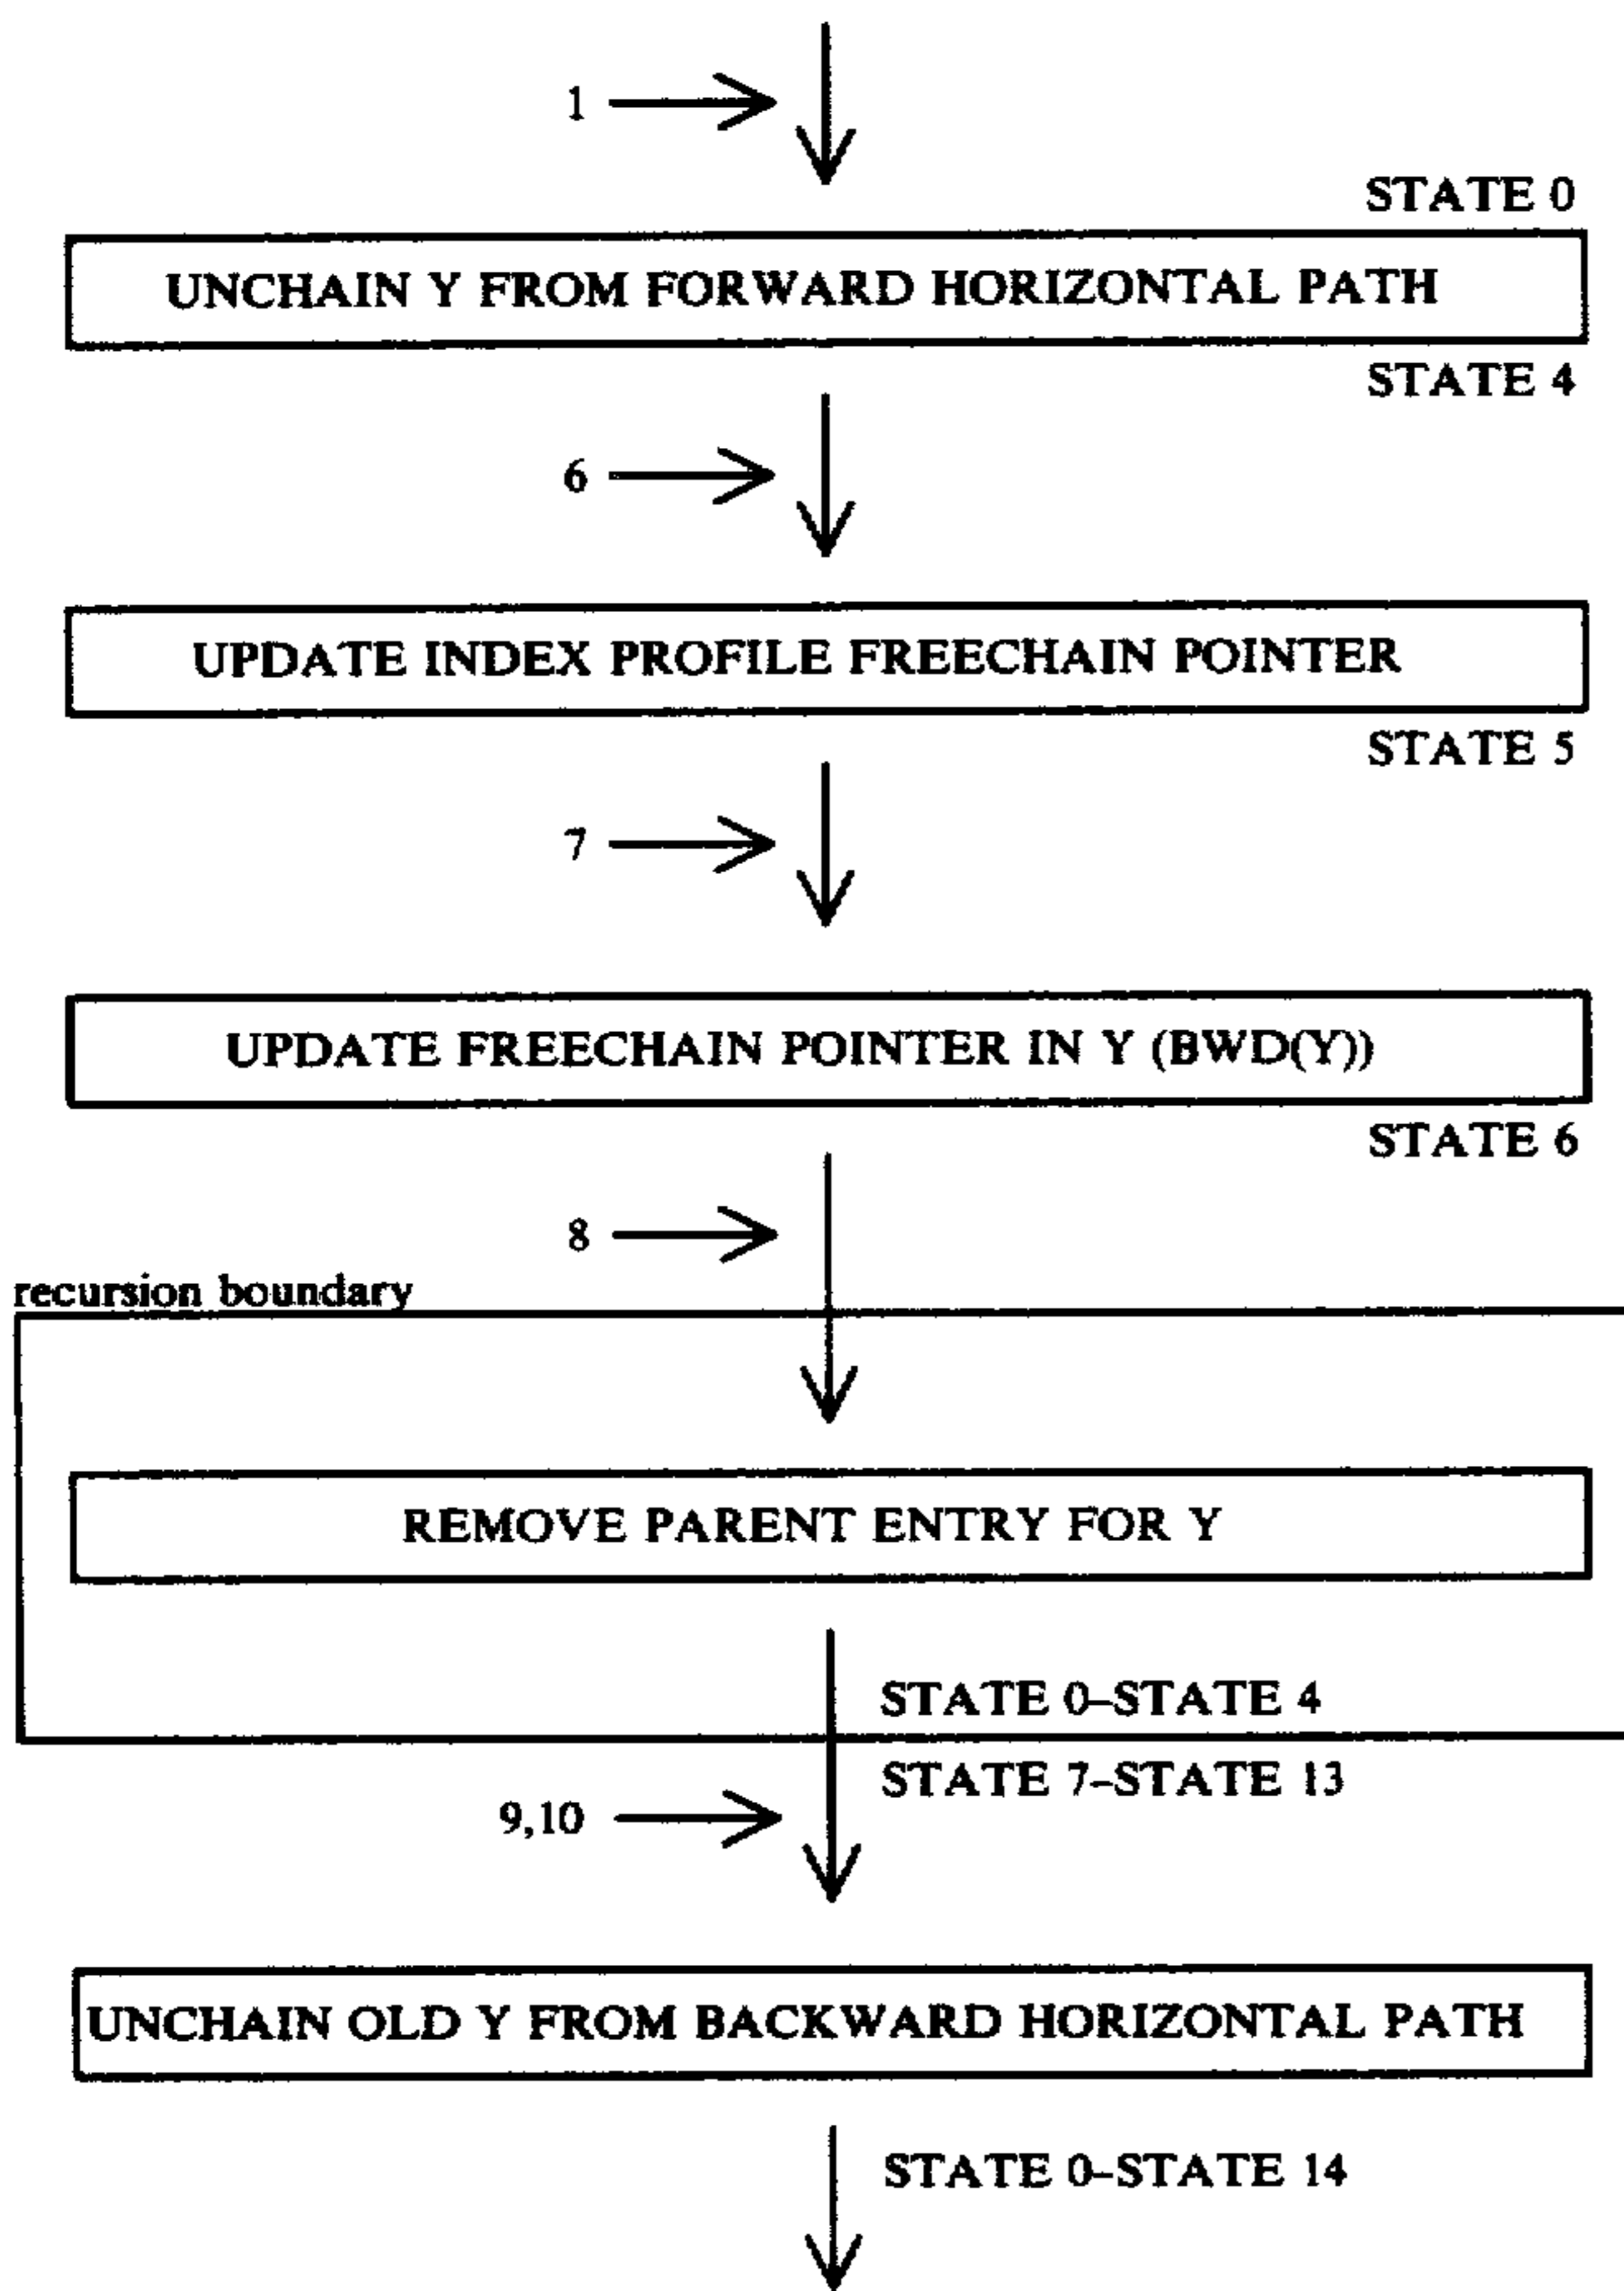 1
STATE 0
UNCHAIN Y FROM FORWARD HORIZONTAL PATH
STATE 4
6
UPDATE INDEX PROFILE FREECHAIN POINTER
STATE 5
7
UPDATE FREECHAIN POINTER IN Y (BWD(Y))
STATE 6
8
recursion boundary
REMOVE PARENT ENTRY FOR Y
STATE 0-STATE 4
STATE 7-STATE 13
9,10
UNCHAIN OLD Y FROM BACKWARD HORIZONTAL PATH
STATE 0-STATE 14